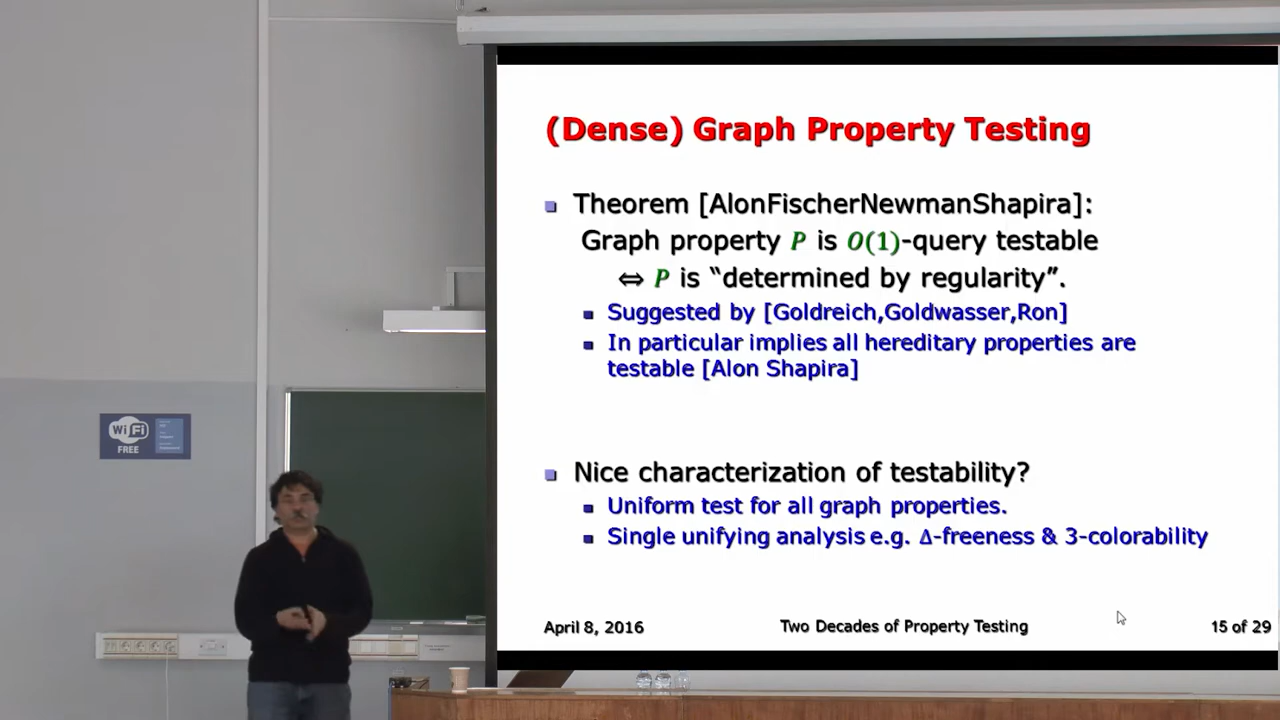 (Dense) Graph Property Testing
Theorem [AlonFischerNewmanShapira]:
Graph property P is O(1)-query testable
⇔ P is “determined by regularity”.
Suggested by [Goldreich,Goldwasser,Ron]
In particular implies all hereditary properties are
testable [Alon Shapira]
Nice characterization of testability?
Uniform test for all graph properties.
Single unifying analysis e.g. Δ-freeness & 3-colorability
April 8, 2016 Two Decades of Property Testing 15 of 29
WiFi
FREE